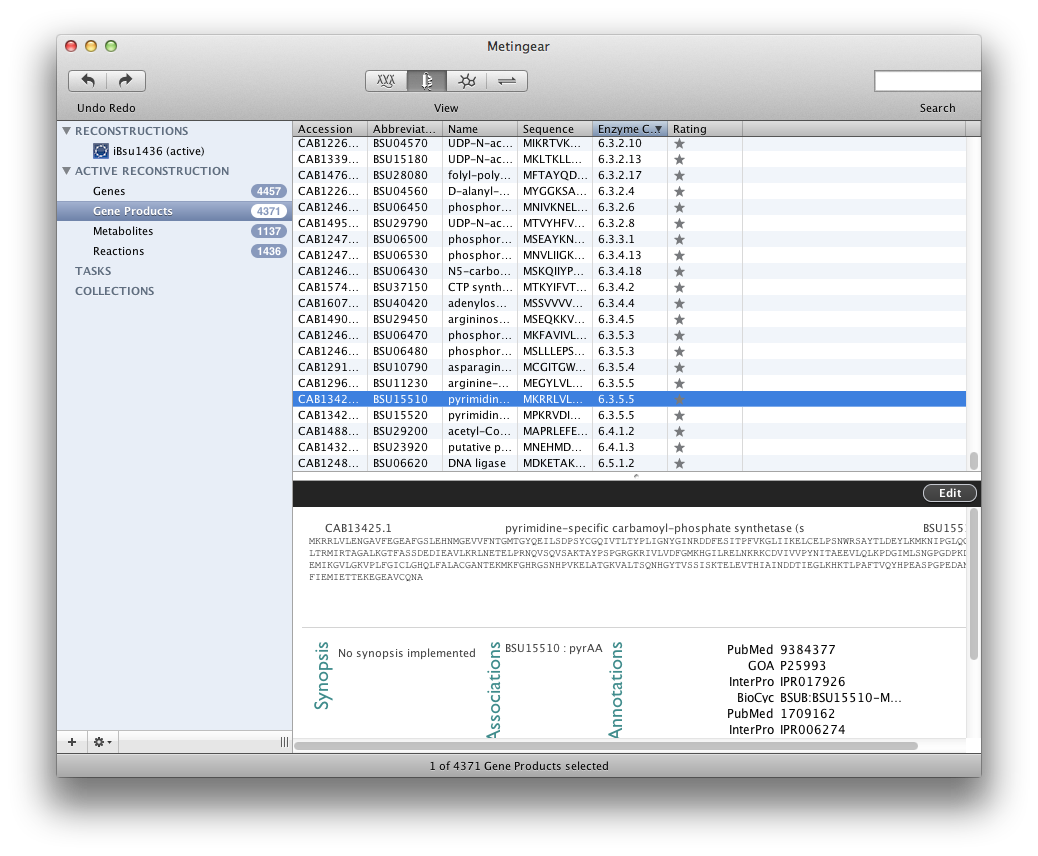 Metingear
Undo Redo
View
Search
RECONSTRUCTIONS
iBsu1436 (active)
ACTIVE RECONSTRUCTION
Genes 4457
Gene Products 4371
Metabolites 1137
Reactions 1436
TASKS
COLLECTIONS
Accession Abbreviat... Name Sequence Enzyme C... Rating
CAB1226... BSU04570 UDP-N-ac... MIKRTVK... 6.3.2.10
CAB1339... BSU15180 UDP-N-ac... MKLTKLL... 6.3.2.13
CAB1476... BSU28080 folyl-poly... MFTAYQD... 6.3.2.17
CAB1226... BSU04560 D-alanyl-... MYGGKSA... 6.3.2.4
CAB1246... BSU06450 phosphor... MNIVKNEL... 6.3.2.6
CAB1495... BSU29790 UDP-N-ac... MTVYHFV... 6.3.2.8
CAB1247... BSU06500 phosphor... MSEAYKN... 6.3.3.1
CAB1247... BSU06530 phosphor... MNVLIIGK... 6.3.4.13
CAB1246... BSU06430 N5-carbo... MSKQIIYP... 6.3.4.18
CAB1574... BSU37150 CTP synth... MTKYIFVT... 6.3.4.2
CAB1607... BSU40420 adenylos... MSSVVVV... 6.3.4.4
CAB1490... BSU29450 argininos... MSEQKKV... 6.3.4.5
CAB1246... BSU06470 phosphor... MKFAVIVL... 6.3.5.3
CAB1246... BSU06480 phosphor... MSLLLEPS... 6.3.5.3
CAB1291... BSU10790 asparagin... MCGITGW... 6.3.5.4
CAB1296... BSU11230 arginine-... MEGYLVL... 6.3.5.5
CAB1342... BSU15510 pyrimidin... MKRRLVL... 6.3.5.5
CAB1342... BSU15520 pyrimidin... MPKRVDI... 6.3.5.5
CAB1488... BSU29200 acetyl-Co... MAPRLEFE... 6.4.1.2
CAB1432... BSU23920 putative p... MNEHMD... 6.4.1.3
CAB1248... BSU06620 DNA ligase MDKETAK... 6.5.1.2
Edit
CAB13425.1 pyrimidine-specific carbamoyl-phosphate synthetase (s BSU155
MKRRLVLENGAVFEGEAFGSLEHNMGEVVFNTGMTGYQEILSDPSYCGQIVTLTYPLIGNYGINRDDFESITPFVKGLIIKELCELPSNWRSAYTLDEYLKMKNIPGLQG
LTRMIRTAGALKGTFASSDEDIEAVLKRLNETELPRNQVSQVSAKTAYPSPGRGKRIVLVDFGMKHGILRELNKRKCDVIVVPYNITAEEVLQLKPDGIMLSNGPGDPKD
EMIKGVLGKVPLFGICLGHQLFALACGANTEKMKFGHRGSNHPVKELATGKVALTSQNHGYTVSSISKTELEVTHIAINDDTIEGLKHKTLPAFTVQYHPEASPGPEDAN
FIEMIETTEKEGEAVCQNA
Synopsis
No synopsis implemented
Associations
BSU15510 : pyrAA
Annotations
PubMed 9384377
GOA P25993
InterPro IPR017926
BioCyc BSUB:BSU15510-M...
PubMed 1709162
InterPro IPR006274
1 of 4371 Gene Products selected